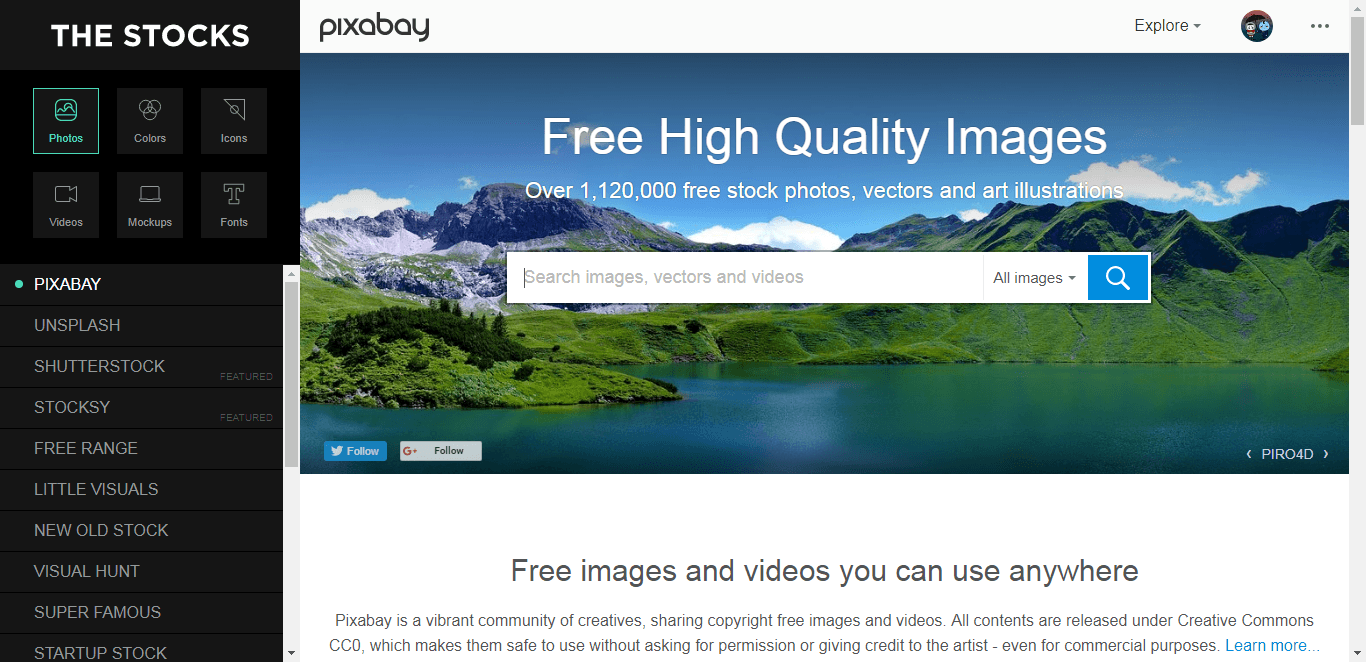 THE STOCKS
Photos
Colors
Icons
Videos
Mockups
Fonts
PIXABAY
UNSPLASH
SHUTTERSTOCK
FEATURED
STOCKSY
FEATURED
FREE RANGE
LITTLE VISUALS
NEW OLD STOCK
VISUAL HUNT
SUPER FAMOUS
STARTUP STOCK
pixabay
Explore
Free High Quality Images
Over 1,120,000 free stock photos, vectors and art illustrations
Search images, vectors and videos
All images
Follow
G+ Follow
‹ PIRO4D ›
Free images and videos you can use anywhere
Pixabay is a vibrant community of creatives, sharing copyright free images and videos. All contents are released under Creative Commons
CC0, which makes them safe to use without asking for permission or giving credit to the artist - even for commercial purposes. Learn more...